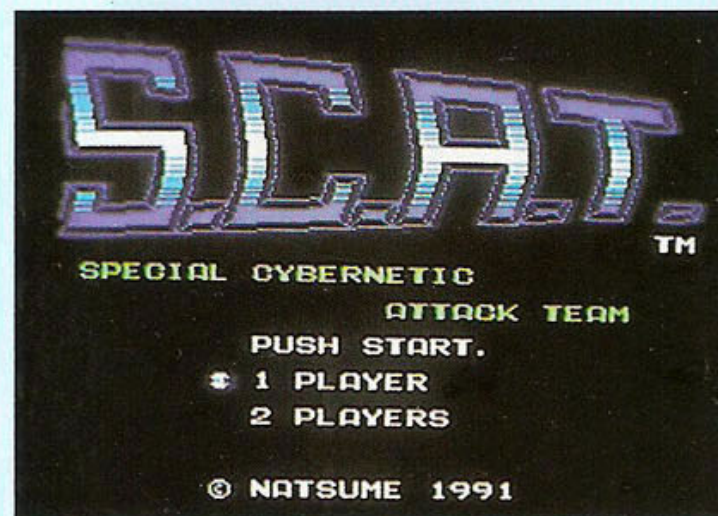 S.C.A.T.
TM
SPECIAL CYBERNETIC
ATTACK TEAM
PUSH START.
1 PLAYER
2 PLAYERS
© NATSUME 1991